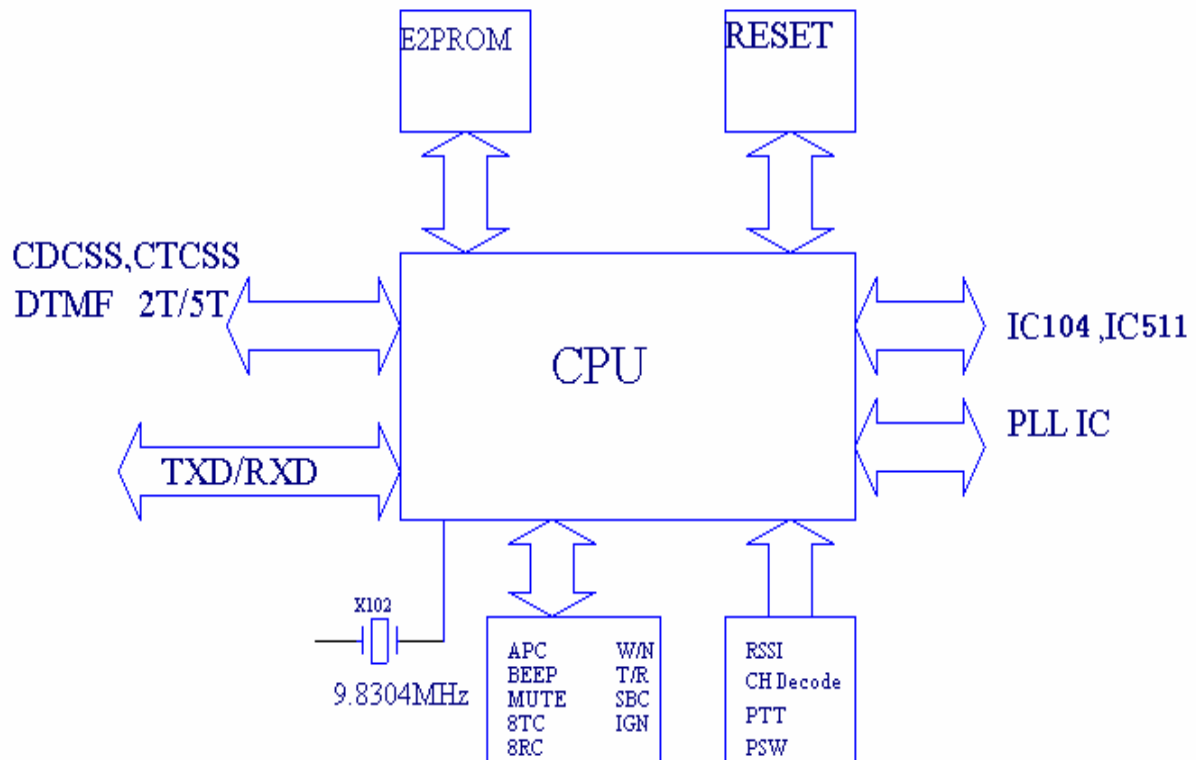 E2PROM
RESET
CDCSS,CTCSS
DTMF 2T/5T
IC104 ,IC511
CPU
PLL IC
TXD/RXD
X102
9.8304MHz
APC W/N
BEEP T/R
MUTE SBC
8TC IGN
8RC
RSSI
CH Decode
PTT
PSW